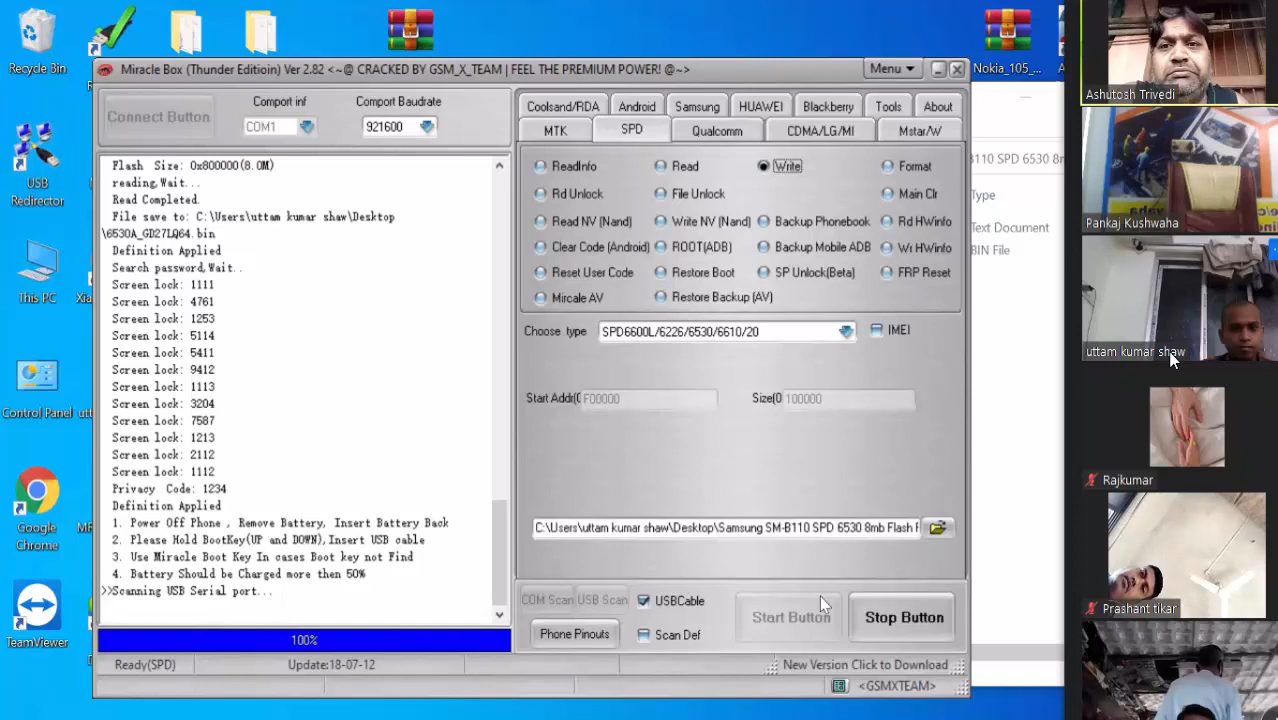 Recycle Bin
USB
Redirector
This PC
Xia
Control Panel
utt
Google
Chrome
MR
TeamViewer
Nokia_105_...
Miracle Box (Thunder Editioin) Ver 2.82 <~@ CRACKED BY GSM_X_TEAM | FEEL THE PREMIUM POWER! @~>
Menu
Connect Button
Comport inf
COM1
Comport Baudrate
921600
Coolsand/RDA
Android
Samsung
HUAWEI
Blackberry
Tools
About
MTK
SPD
Qualcomm
CDMA/LG/MI
Mstar/W
Flash Size: 0x800000(8.0M)
reading,Wait...
Read Completed.
File save to: C:\Users\uttam kumar shaw\Desktop
\6530A_GD27LQ64.bin
Definition Applied
Search password,Wait..
Screen lock: 1111
Screen lock: 4761
Screen lock: 1253
Screen lock: 5114
Screen lock: 5411
Screen lock: 9412
Screen lock: 1113
Screen lock: 3204
Screen lock: 7587
Screen lock: 1213
Screen lock: 2112
Screen lock: 1112
Privacy Code: 1234
Definition Applied
1. Power Off Phone , Remove Battery, Insert Battery Back
2. Please Hold BootKey(UP and DOWN),Insert USB cable
3. Use Miracle Boot Key In cases Boot key not Find
4. Battery Should be Charged more then 50%
>>Scanning USB Serial port...
100%
Ready(SPD)
Update:18-07-12
ReadInfo
Read
Write
Format
Rd Unlock
File Unlock
Main Clr
Read NV (Nand)
Write NV (Nand)
Backup Phonebook
Rd HWinfo
Clear Code (Android)
ROOT(ADB)
Backup Mobile ADB
Wr HWinfo
Reset User Code
Restore Boot
SP Unlock(Beta)
FRP Reset
Mircale AV
Restore Backup (AV)
Choose type
SPD6600L/6226/6530/6610/20
IMEI
Start Addr(0
F00000
Size(0
100000
C:\Users\uttam kumar shaw\Desktop\Samsung SM-B110 SPD 6530 8mb Flash F
COM Scan
USB Scan
USBCable
Start Button
Stop Button
Phone Pinouts
Scan Def
New Version Click to Download
<GSMXTEAM>
B110 SPD 6530 8m
Type
Text Document
BIN File
Ashutosh Trivedi
Pankaj Kushwaha
uttam kumar shaw
Rajkumar
Prashant tikar